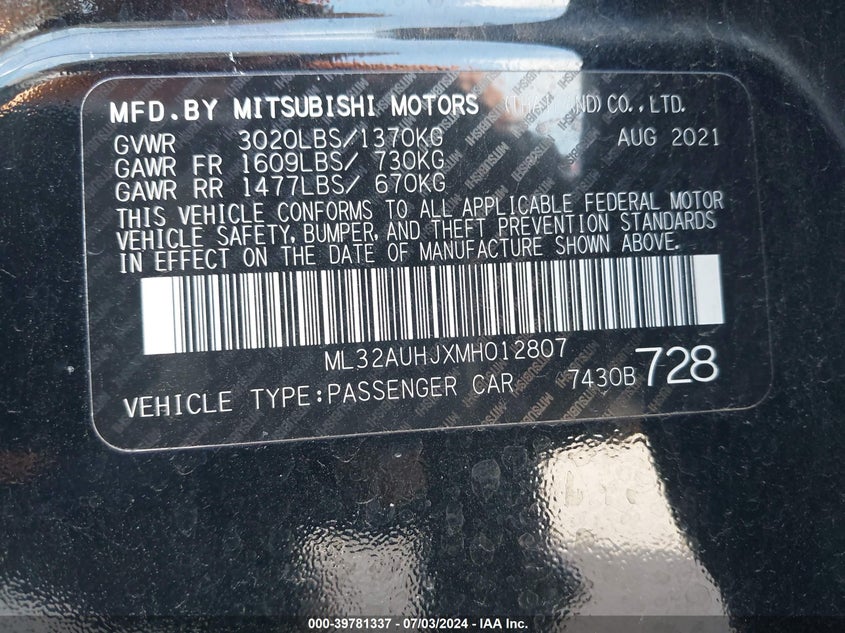 MFD.BY MITSUBISHI MOTORS (THAILAND) CO.,LTD.
GVWR 3020LBS/1370KG AUG 2021
GAWR FR 1609LBS/ 730KG
GAWR RR 1477LBS/ 670KG
THIS VEHICLE CONFORMS TO ALL APPLICABLE FEDERAL MOTOR
VEHICLE SAFETY, BUMPER, AND THEFT PREVENTION STANDARDS
IN EFFECT ON THE DATE OF MANUFACTURE SHOWN ABOVE.
ML32AUHJXMH012807
VEHICLE TYPE:PASSENGER CAR 7430B 728
000-39781337 - 07/03/2024 - IAA Inc.